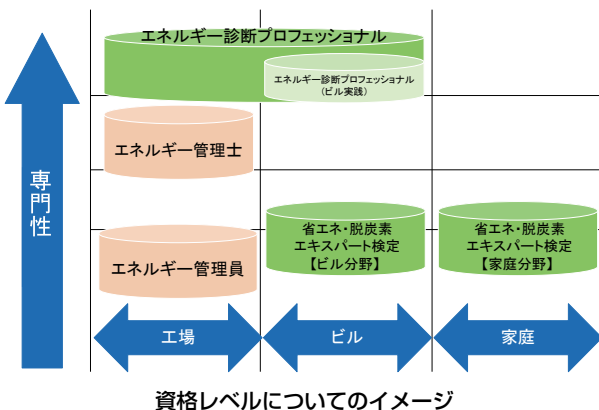 エネルギー診断プロフェッショナル
エネルギー診断プロフェッショナル
(ビル実践)
エネルギー管理士
専門性
省エネ・脱炭素
エキスパート検定
【ビル分野】
省エネ・脱炭素
エキスパート検定
【家庭分野】
エネルギー管理員
工場
ビル
家庭
資格レベルについてのイメージ